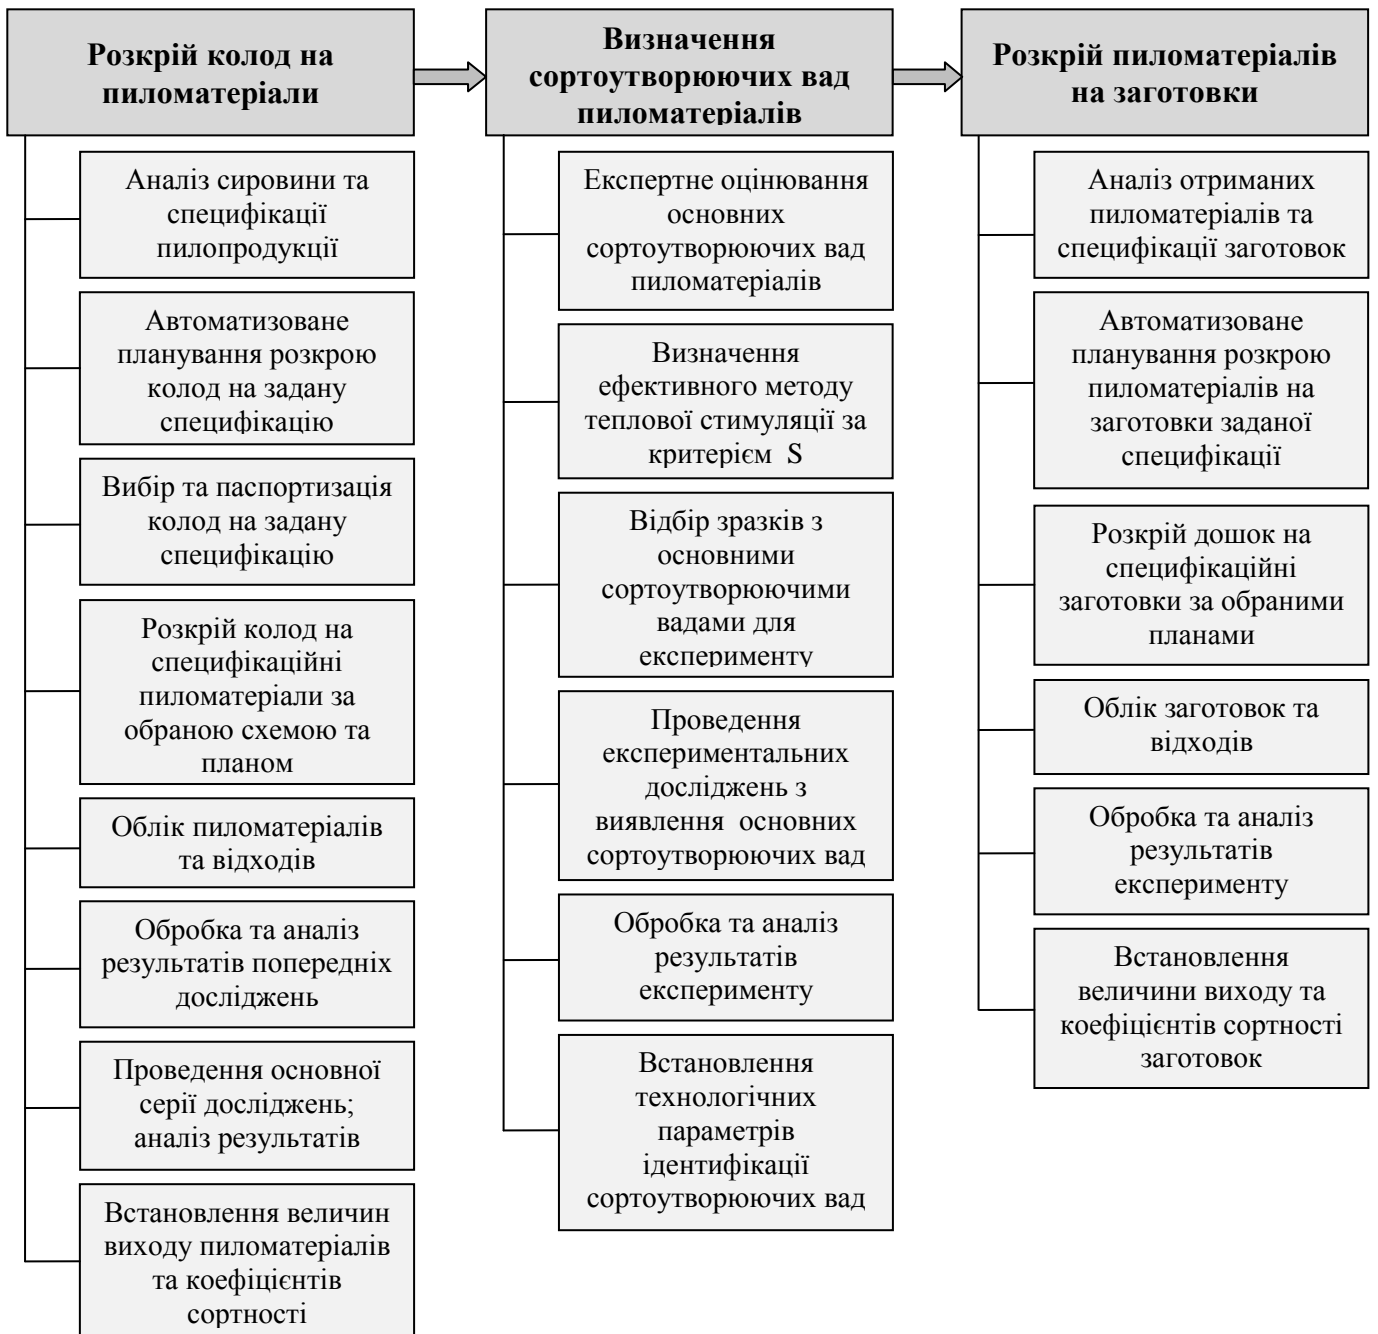 Розкрій колод на
пиломатеріали
Аналіз сировини та
специфікації
пилопродукції
Автоматизоване
планування розкрою
колод на задану
специфікацію
Вибір та паспортизація
колод на задану
специфікацію
Розкрій колод на
специфікаційні
пиломатеріали за
обраною схемою та
планом
Облік пиломатеріалів
та відходів
Обробка та аналіз
результатів попередніх
досліджень
Проведення основної
серії досліджень;
аналіз результатів
Встановлення величин
виходу пиломатеріалів
та коефіцієнтів
сортності
Визначення
сортоутворюючих вад
пиломатеріалів
Експертне оцінювання
основних
сортоутворюючих вад
пиломатеріалів
Визначення
ефективного методу
теплової стимуляції за
критерієм S
Відбір зразків з
основними
сортоутворюючими
вадами для
експерименту
Проведення
експериментальних
досліджень з
виявлення основних
сортоутворюючих вад
Обробка та аналіз
результатів
експерименту
Встановлення
технологічних
параметрів
ідентифікації
сортоутворюючих вад
Розкрій пиломатеріалів
на заготовки
Аналіз отриманих
пиломатеріалів та
специфікації заготовок
Автоматизоване
планування розкрою
пиломатеріалів на
заготовки заданої
специфікації
Розкрій дошок на
специфікаційні
заготовки за обраними
планами
Облік заготовок та
відходів
Обробка та аналіз
результатів
експерименту
Встановлення
величини виходу та
коефіцієнтів сортності
заготовок